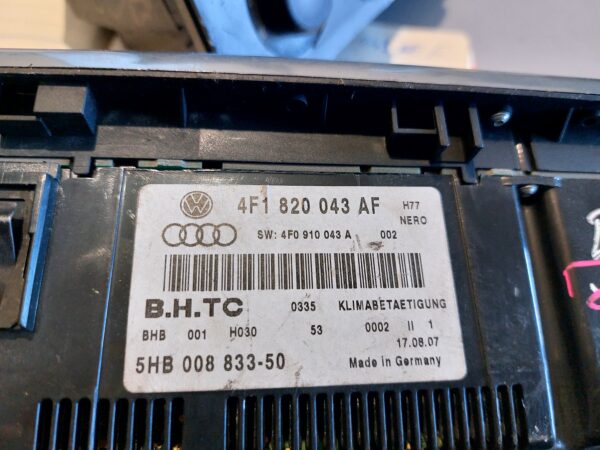 4F1 820 043 AF H77
NERO
SW: 4F0 910 043 A 002
B.H.TC 0335 KLIMABETAETIGUNG
BHB 001 H030 53 0002 II 1
17.08.07
5HB 008 833-50 Made in Germany